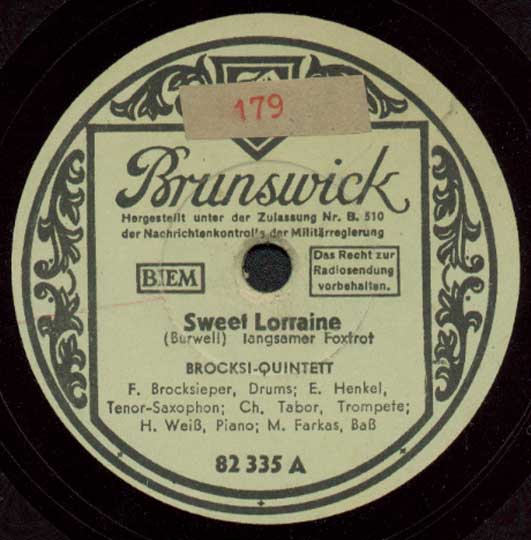 179
Brunswick
Hergestellt unter der Zulassung Nr. B. 510
der Nachrichtenkontrolle der Militärregierung
BIEM
Das Recht zur
Radiosendung
vorbehalten.
Sweet Lorraine
(Burwell) langsamer Foxtrot
BROCKSI-QUINTETT
F. Brocksieper, Drums; E. Henkel,
Tenor-Saxophon; Ch. Tabor, Trompete;
H. Weiß, Piano; M. Farkas, Baß
82 335 A